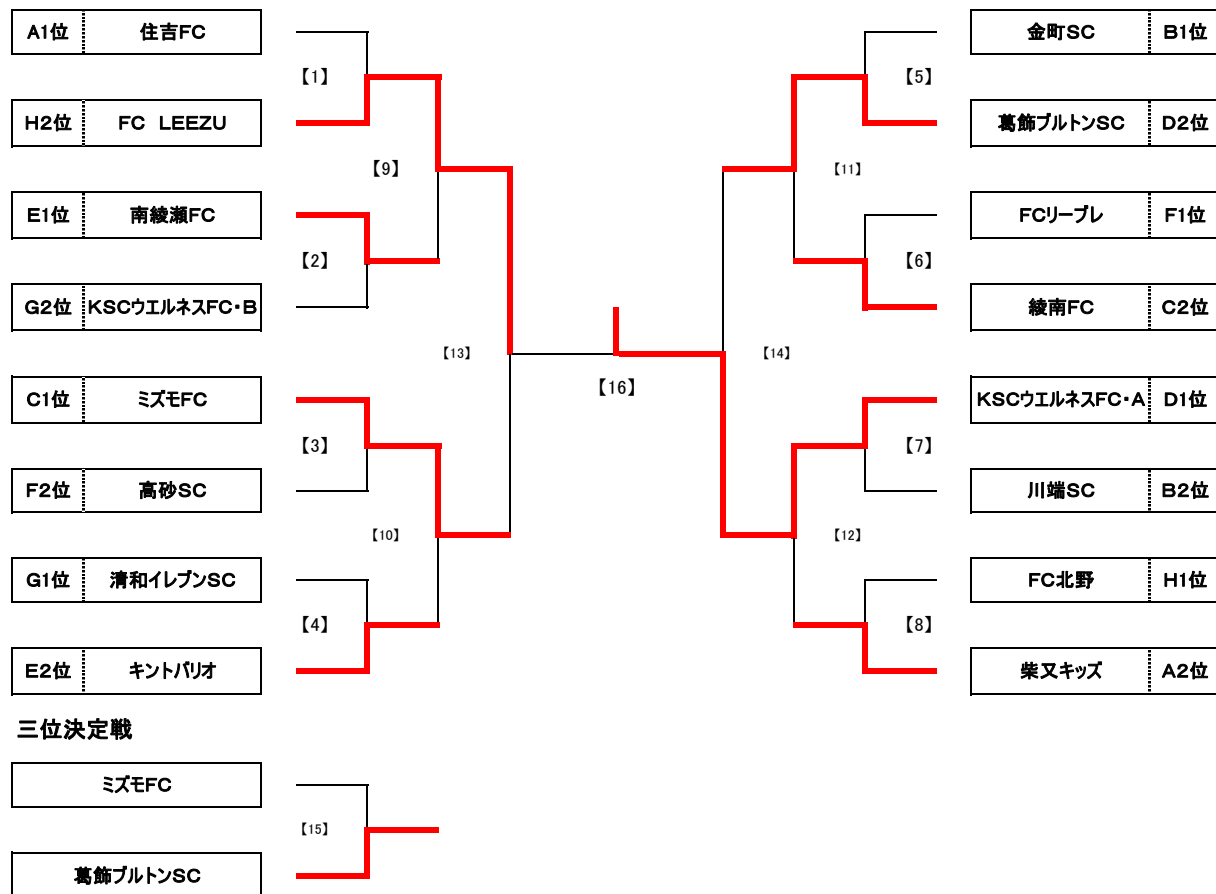 A1位 住吉FC 金町SC B1位
【1】 【5】
H2位 FC LEEZU 葛飾ブルトンSC D2位
【9】 【11】
E1位 南綾瀬FC FCリーブレ F1位
【2】 【6】
G2位 KSCウエルネスFC・B 綾南FC C2位
【13】 【14】
【16】
C1位 ミズモFC KSCウエルネスFC・A D1位
【3】 【7】
F2位 高砂SC 川端SC B2位
【10】 【12】
G1位 清和イレブンSC FC北野 H1位
【4】 【8】
E2位 キントバリオ 柴又キッズ A2位
三位決定戦
ミズモFC
【15】
葛飾ブルトンSC